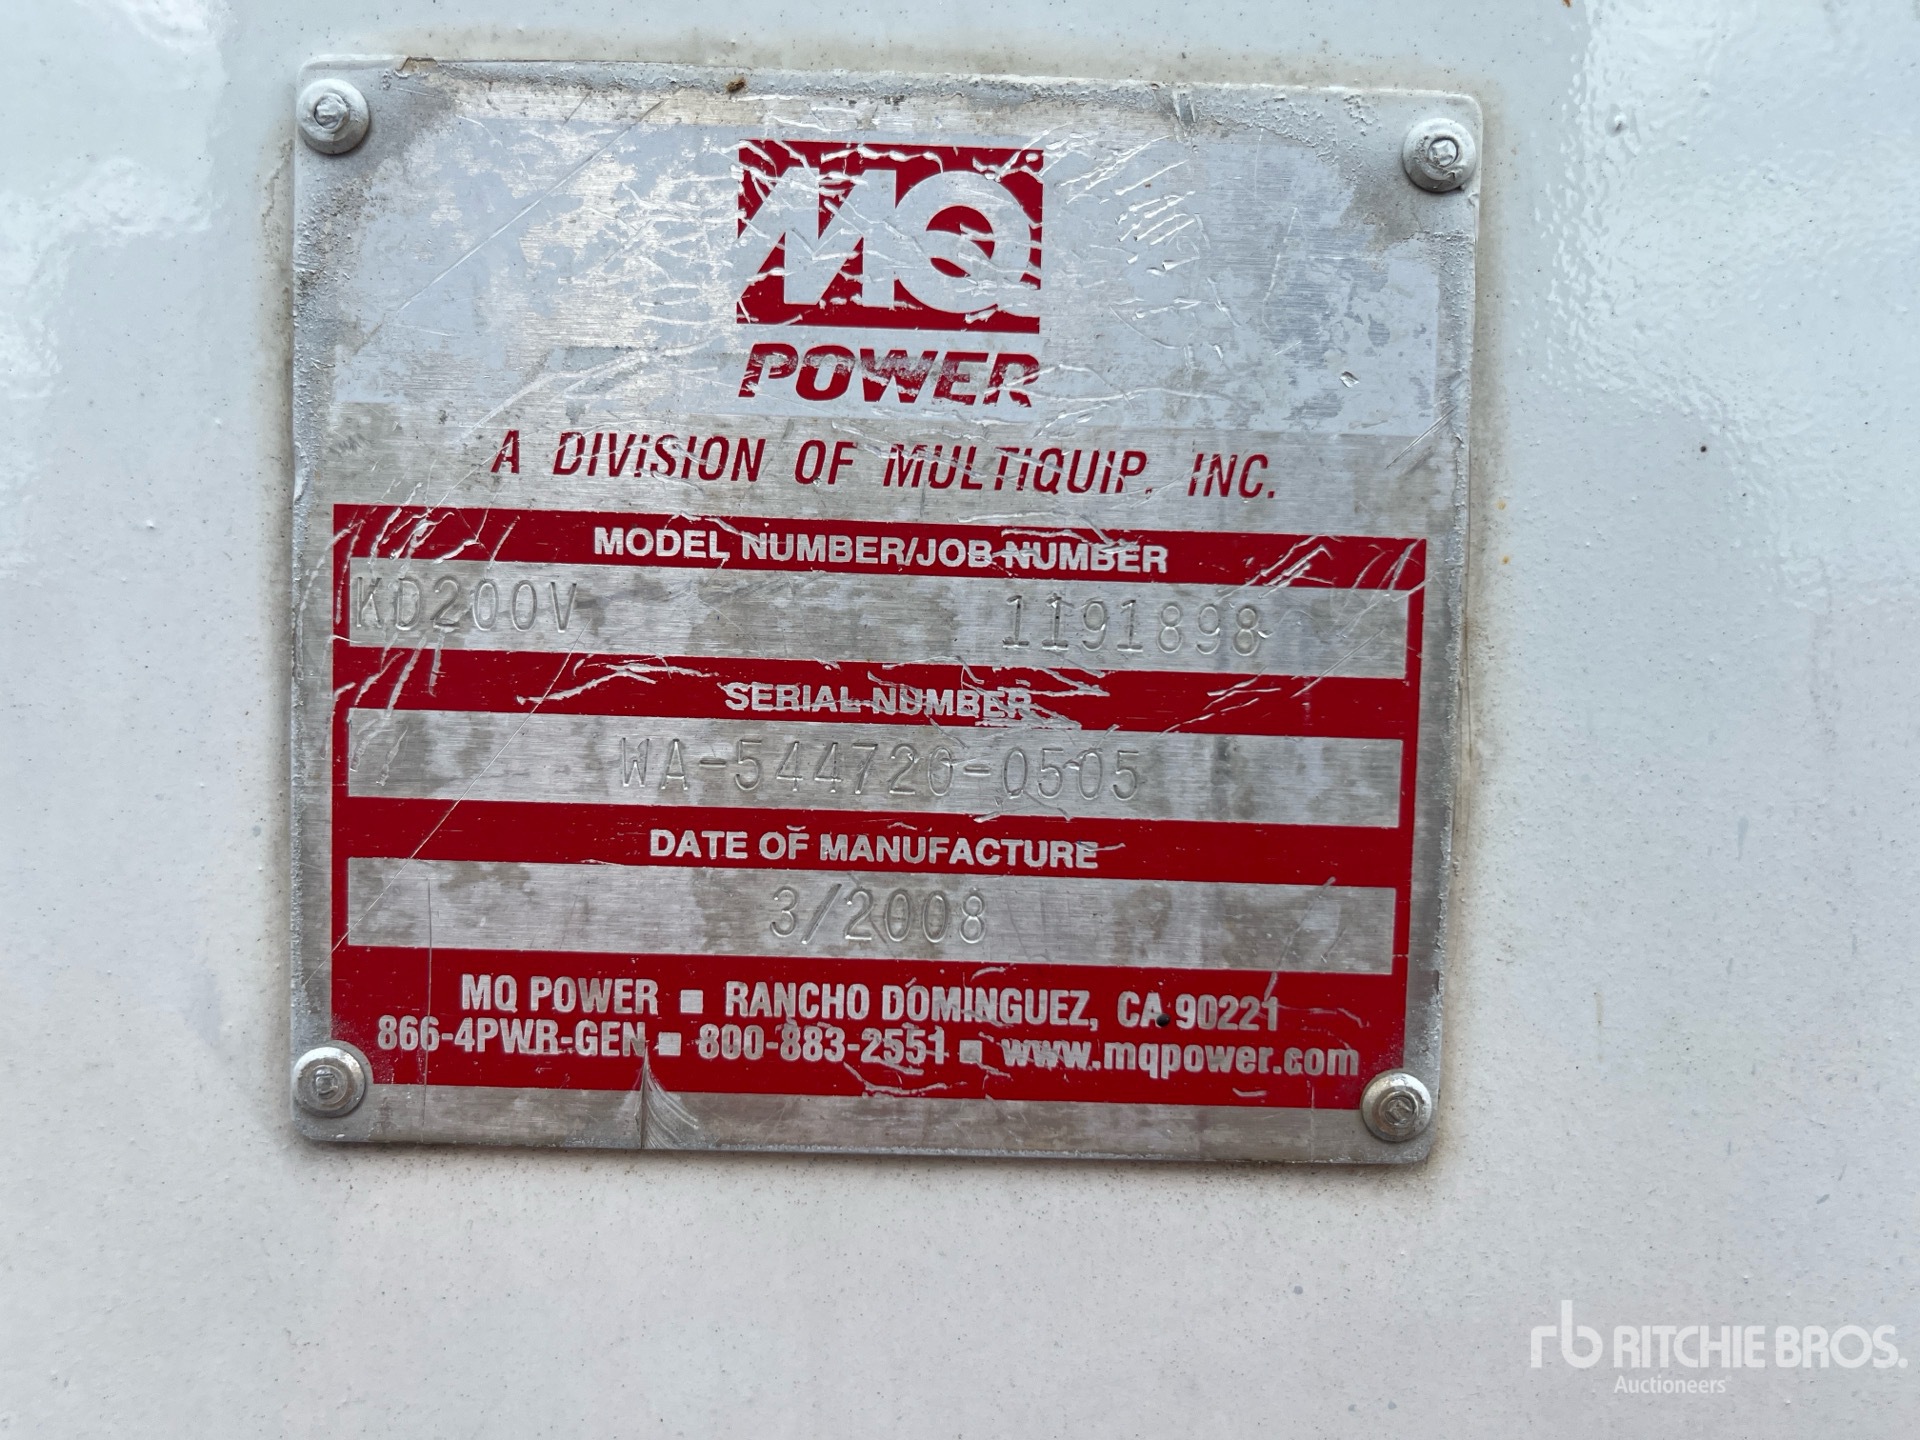 MQ
POWER
A DIVISION OF MULTIQUIP, INC.
MODEL NUMBER/JOB NUMBER
KD200V 1191898
SERIAL NUMBER
WA-544720-0505
DATE OF MANUFACTURE
3/2008
MQ POWER ■ RANCHO DOMINGUEZ, CA 90221
866-4PWR-GEN ■ 800-883-2551 ■ www.mqpower.com
rb RITCHIE BROS.
Auctioneers